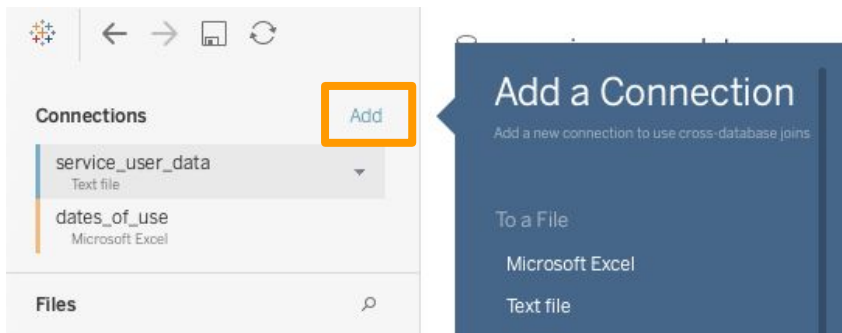 Connections
Add
service_user_data
Text file
dates_of_use
Microsoft Excel
Files
Add a Connection
Add a new connection to use cross-database joins
To a File
Microsoft Excel
Text file